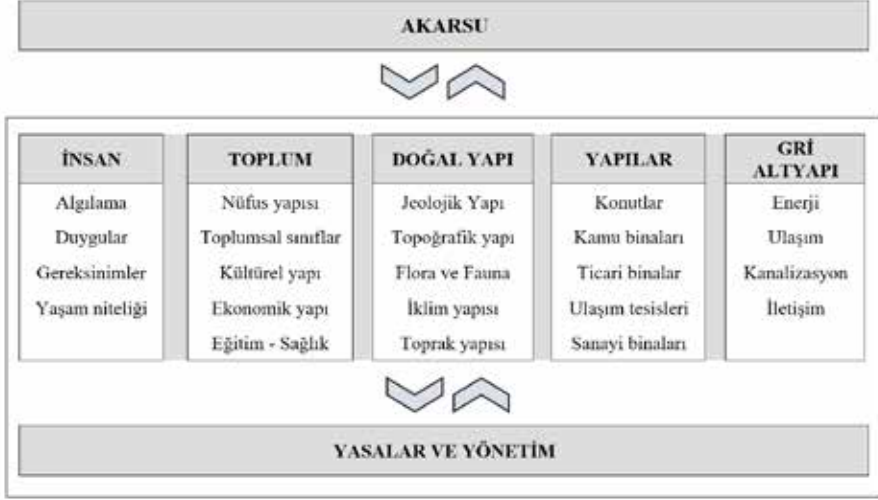 AKARSU
İNSAN
Algılama
Duygular
Gereksinimler
Yaşam niteliği
TOPLUM
Nüfus yapısı
Toplumsal sınıflar
Kültürel yapı
Ekonomik yapı
Eğitim - Sağlık
DOĞAL YAPI
Jeolojik Yapı
Topoğrafik yapı
Flora ve Fauna
İklim yapısı
Toprak yapısı
YAPILAR
Konutlar
Kamu binaları
Ticari binalar
Ulaşım tesisleri
Sanayi binaları
GRİ
ALTYAPI
Enerji
Ulaşım
Kanalizasyon
İletişim
YASALAR VE YÖNETİM